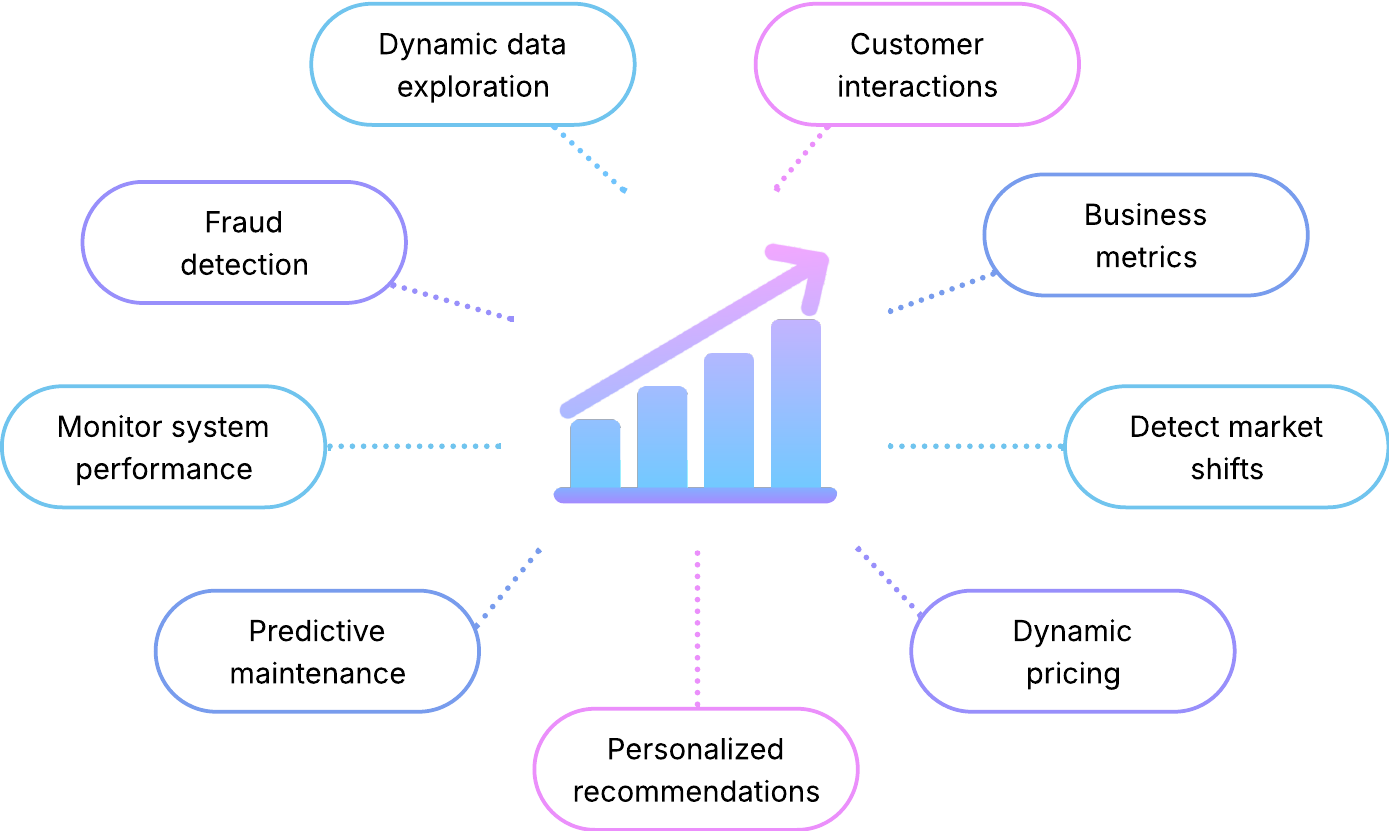 Dynamic data
exploration
Customer
interactions
Fraud
detection
Business
metrics
Monitor system
performance
Detect market
shifts
Predictive
maintenance
Dynamic
pricing
Personalized
recommendations